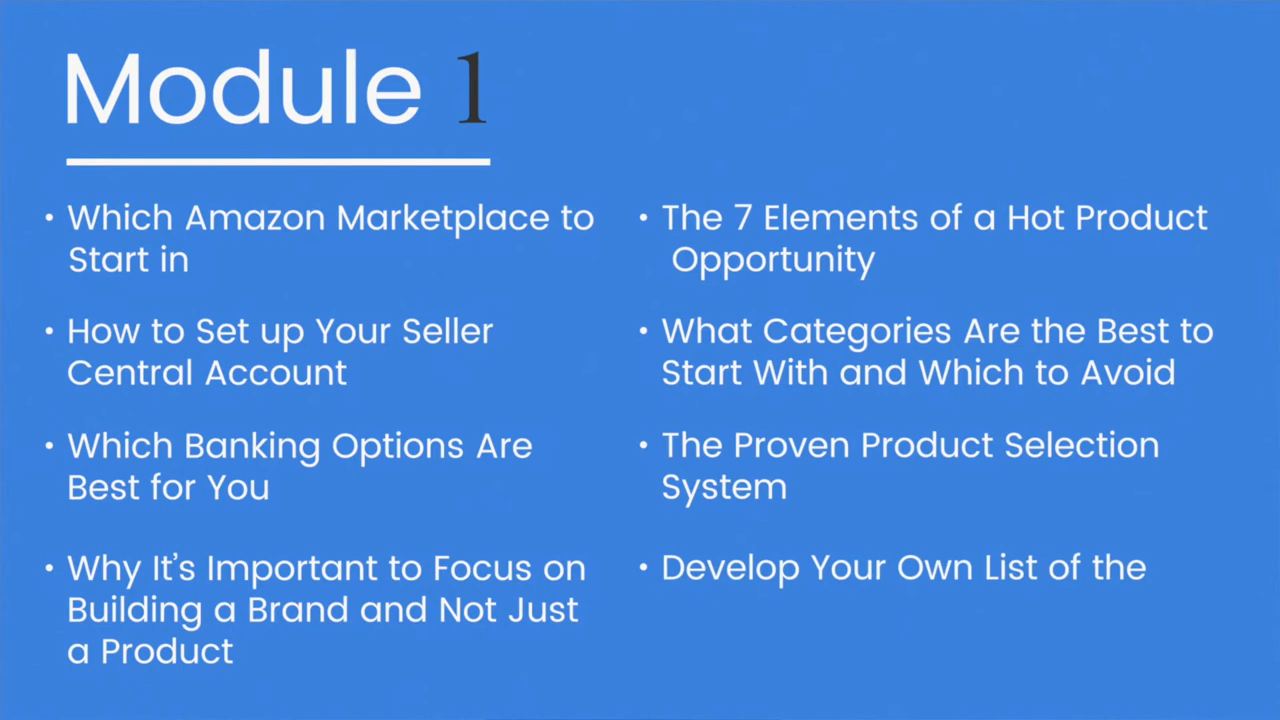 Module 1
• Which Amazon Marketplace to
Start in
• How to Set up Your Seller
Central Account
• Which Banking Options Are
Best for You
• Why It’s Important to Focus on
Building a Brand and Not Just
a Product
• The 7 Elements of a Hot Product
Opportunity
• What Categories Are the Best to
Start With and Which to Avoid
• The Proven Product Selection
System
• Develop Your Own List of the